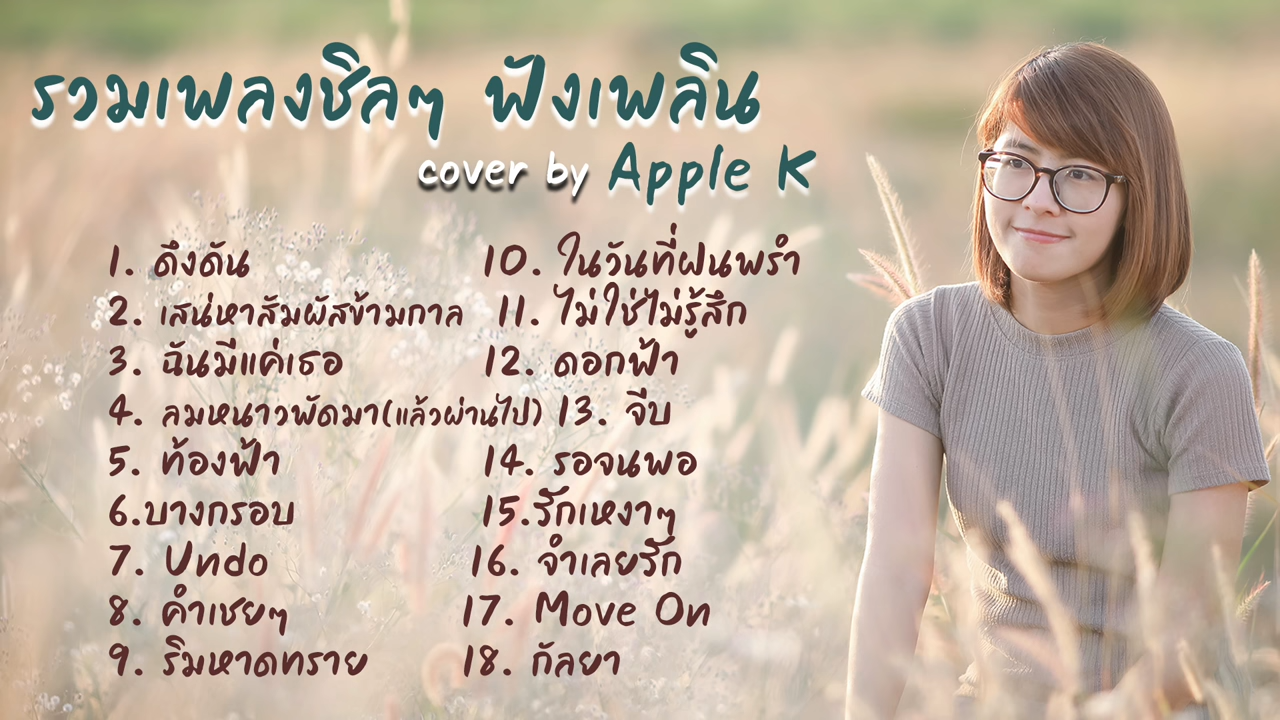 รวมเพลงชิลๆ ฟังเพลิน
cover by Apple K
1. ดึงดัน
2. เสน่หาสัมผัสข้ามกาล
3. ฉันมีแค่เธอ
4. ลมหนาวพัดมา(แล้วผ่านไป)
5. ท้องฟ้า
6.บางกรอบ
7. Undo
8. คำเชยๆ
9. ริมหาดทราย
10. ในวันที่ฝนพรำ
11. ไม่ใช่ไม่รู้สึก
12. ดอกฟ้า
13. จีบ
14. รอจนพอ
15.รักเหงาๆ
16. จำเลยรัก
17. Move On
18. กัลยา